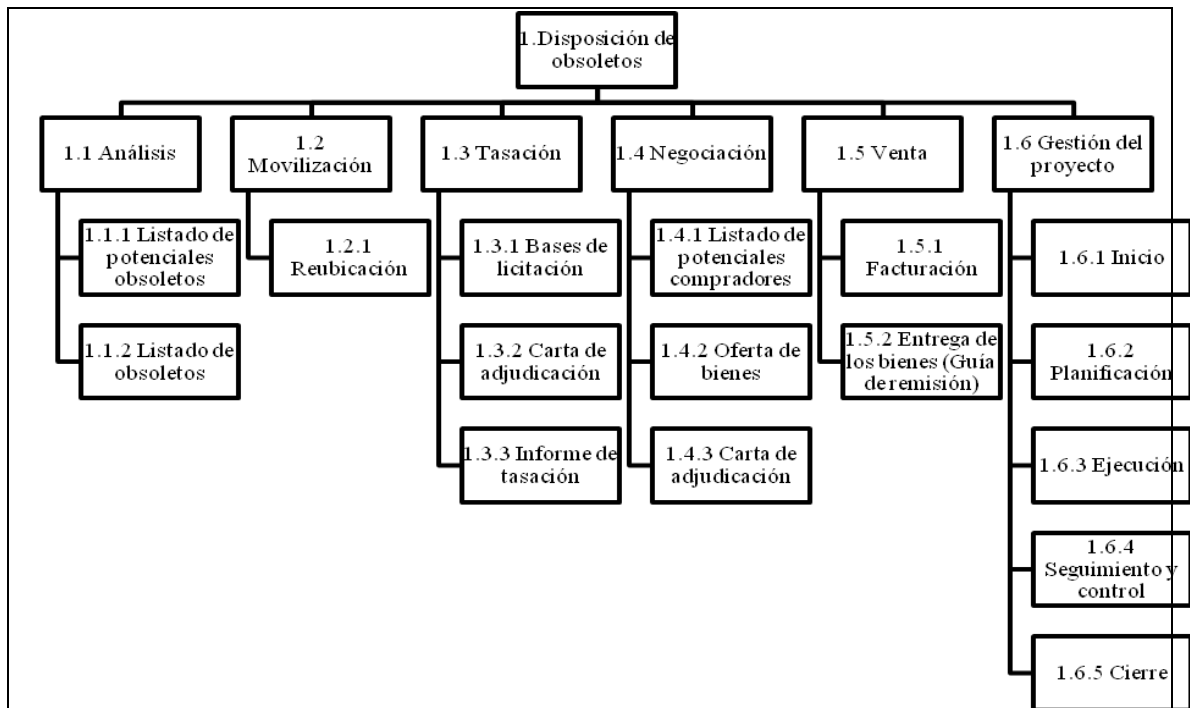 1.Disposición de
obsoletos
1.1 Análisis
1.2
Movilización
1.3 Tasación
1.4 Negociación
1.5 Venta
1.6 Gestión del
proyecto
1.1.1 Listado de
potenciales
obsoletos
1.1.2 Listado de
obsoletos
1.2.1
Reubicación
1.3.1 Bases de
licitación
1.3.2 Carta de
adjudicación
1.3.3 Informe de
tasación
1.4.1 Listado de
potenciales
compradores
1.4.2 Oferta de
bienes
1.4.3 Carta de
adjudicación
1.5.1
Facturación
1.5.2 Entrega de
los bienes (Guía
de remisión)
1.6.1 Inicio
1.6.2
Planificación
1.6.3 Ejecución
1.6.4
Seguimiento y
control
1.6.5 Cierre